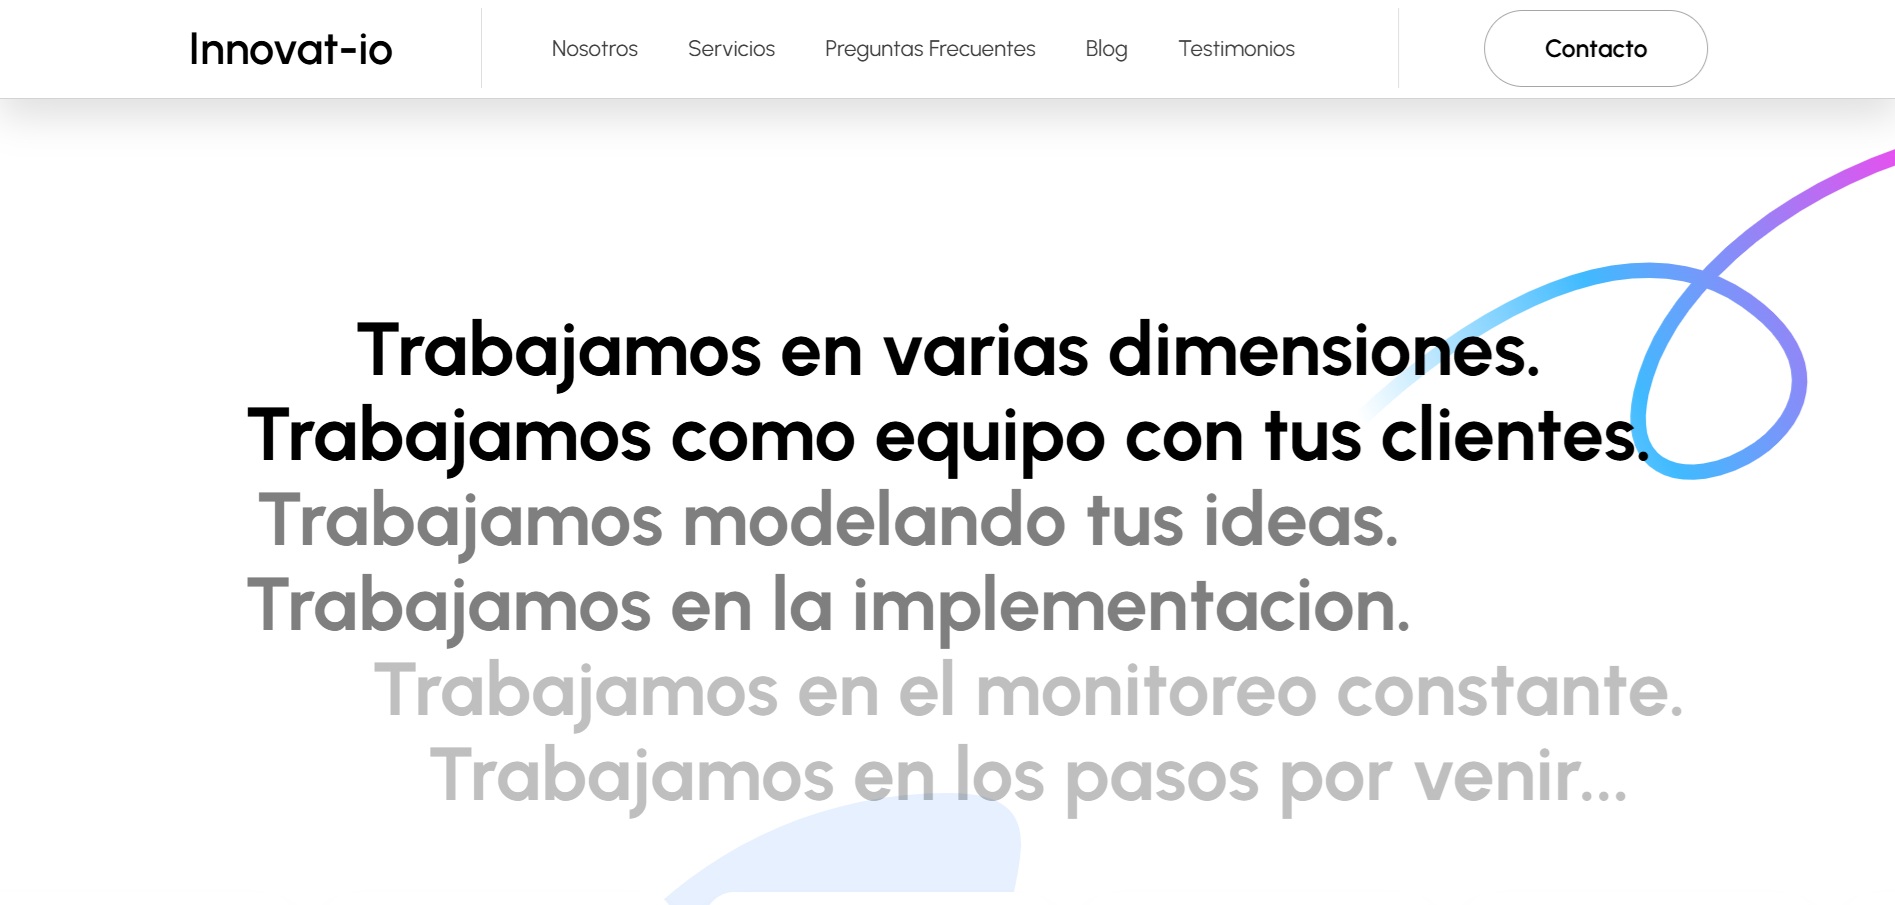 Innovat-io
Nosotros Servicios Preguntas Frecuentes Blog Testimonios
Contacto
Trabajamos en varias dimensiones.
Trabajamos como equipo con tus clientes.
Trabajamos modelando tus ideas.
Trabajamos en la implementacion.
Trabajamos en el monitoreo constante.
Trabajamos en los pasos por venir...